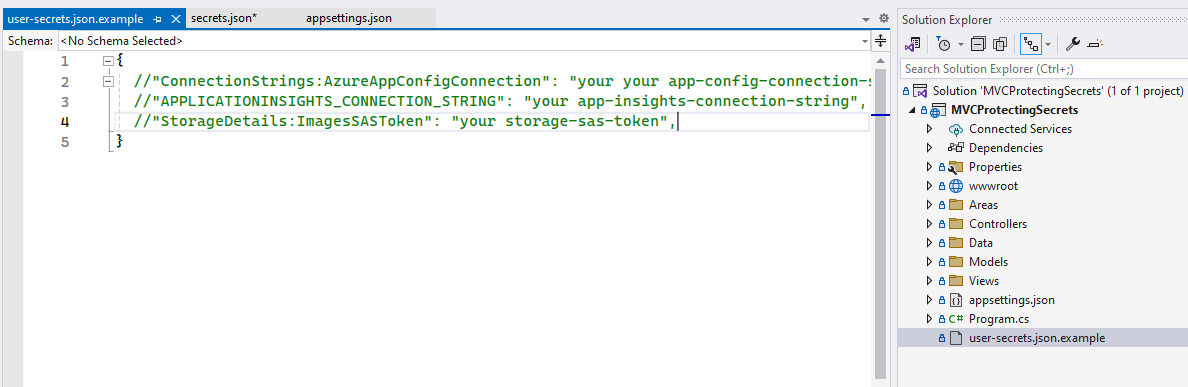 user-secrets.json.example
secrets.json*
appsettings.json
Schema: <No Schema Selected>
1 {
2 //"ConnectionStrings:AzureAppConfigConnection": "your your app-config-connection-s
3 //"APPLICATIONINSIGHTS_CONNECTION_STRING": "your app-insights-connection-string",
4 //"StorageDetails:ImagesSASToken": "your storage-sas-token",
5 }
Solution Explorer
Search Solution Explorer (Ctrl+;)
Solution 'MVCProtectingSecrets' (1 of 1 project)
MVCProtectingSecrets
Connected Services
Dependencies
Properties
wwwroot
Areas
Controllers
Data
Models
Views
appsettings.json
C# Program.cs
user-secrets.json.example